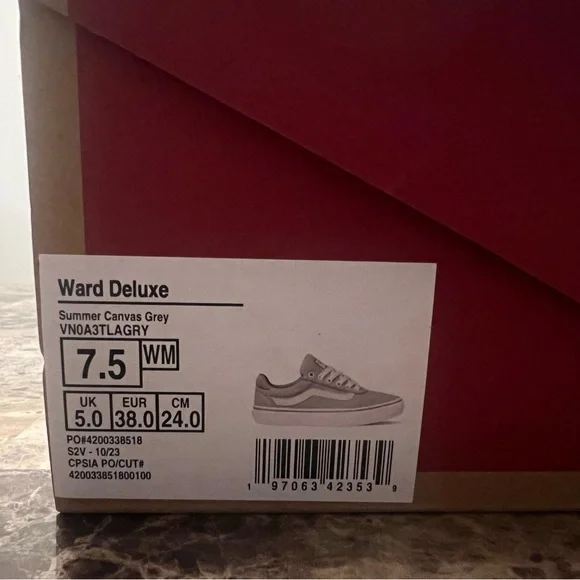 Ward Deluxe
Summer Canvas Grey
VN0A3TLAGRY
7.5 WM
UK EUR CM
5.0 38.0 24.0
PO#4200338518
S2V - 10/23
CPSIA PO/CUT#
420033851800100
1 97063 42353 9